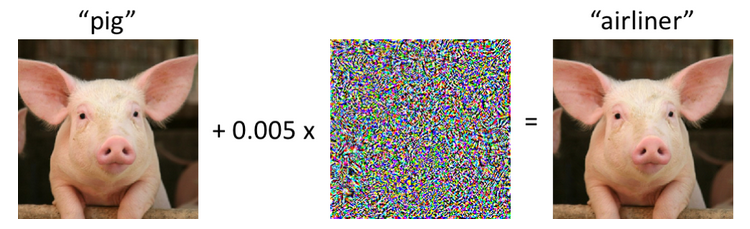 “pig”
“airliner”
+ 0.005 x
=